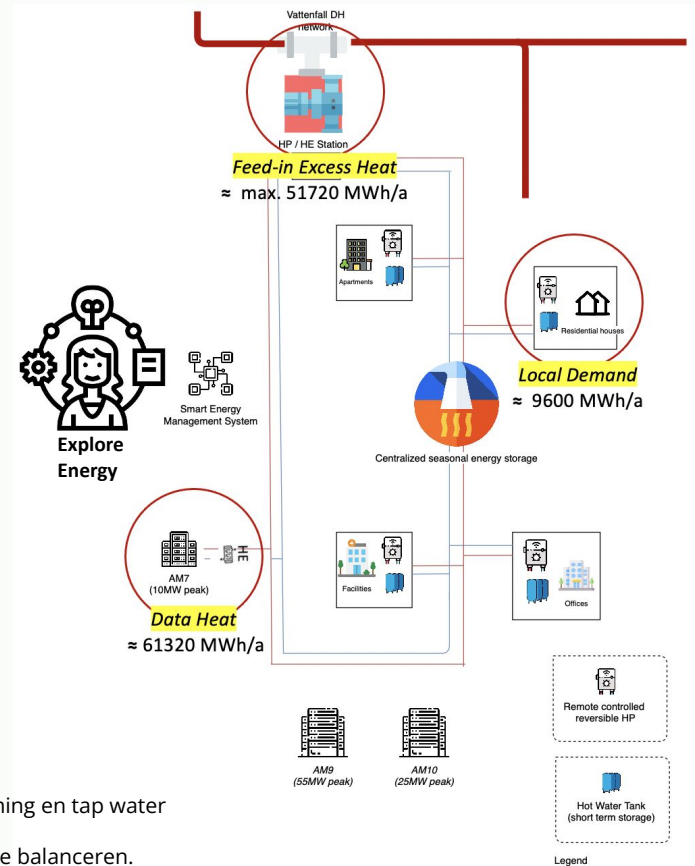 Vattenfall DH
network
HP / HE Station
Feed-in Excess Heat
≈ max. 51720 MWh/a
Apartments
Residential houses
Local Demand
≈ 9600 MWh/a
Smart Energy
Management System
Explore
Energy
Centralized seasonal energy storage
HE
AM7
(10MW peak)
Data Heat
≈ 61320 MWh/a
Facilities
Offices
Remote controlled
reversible HP
AM9
(55MW peak)
AM10
(25MW peak)
Hot Water Tank
(short term storage)
Legend
en tap water
balanceren.